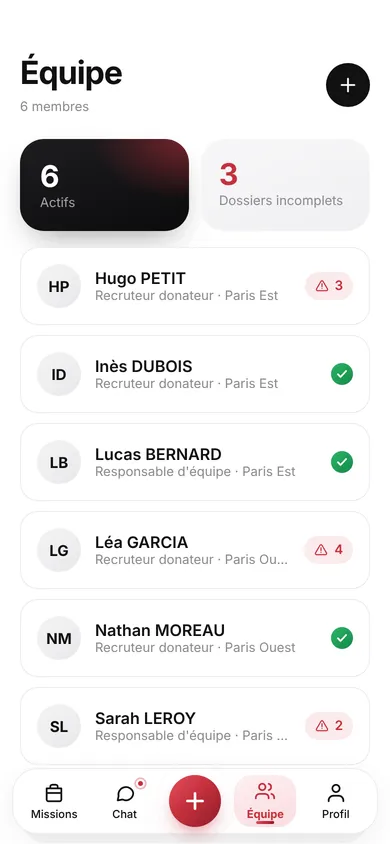 Équipe
6 membres
6
Actifs
3
Dossiers incomplets
HP
Hugo PETIT
Recruteur donateur · Paris Est
3
ID
Inès DUBOIS
Recruteur donateur · Paris Est
LB
Lucas BERNARD
Responsable d'équipe · Paris Est
LG
Léa GARCIA
Recruteur donateur · Paris Ou...
4
NM
Nathan MOREAU
Recruteur donateur · Paris Ouest
SL
Sarah LEROY
Responsable d'équipe · Paris ...
2
Missions
Chat
Équipe
Profil